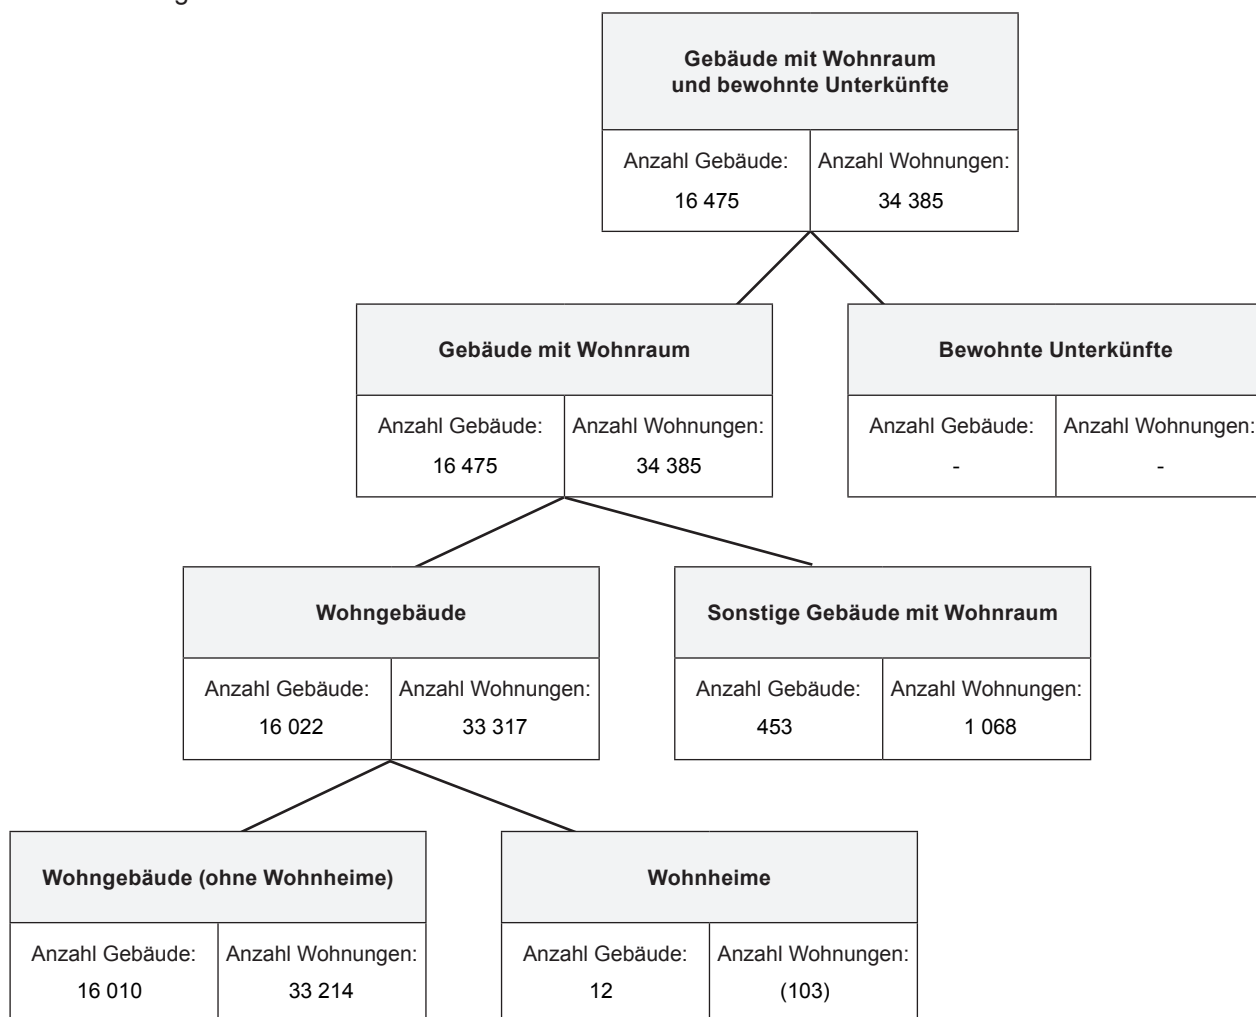 Gebäude mit Wohnraum
und bewohnte Unterkünfte
Anzahl Gebäude: Anzahl Wohnungen:
16 475 34 385
Gebäude mit Wohnraum Bewohnte Unterkünfte
Anzahl Gebäude: Anzahl Wohnungen: Anzahl Gebäude: Anzahl Wohnungen:
16 475 34 385 - -
Wohngebäude Sonstige Gebäude mit Wohnraum
Anzahl Gebäude: Anzahl Wohnungen: Anzahl Gebäude: Anzahl Wohnungen:
16 022 33 317 453 1 068
Wohngebäude (ohne Wohnheime) Wohnheime
Anzahl Gebäude: Anzahl Wohnungen: Anzahl Gebäude: Anzahl Wohnungen:
16 010 33 214 12 (103)